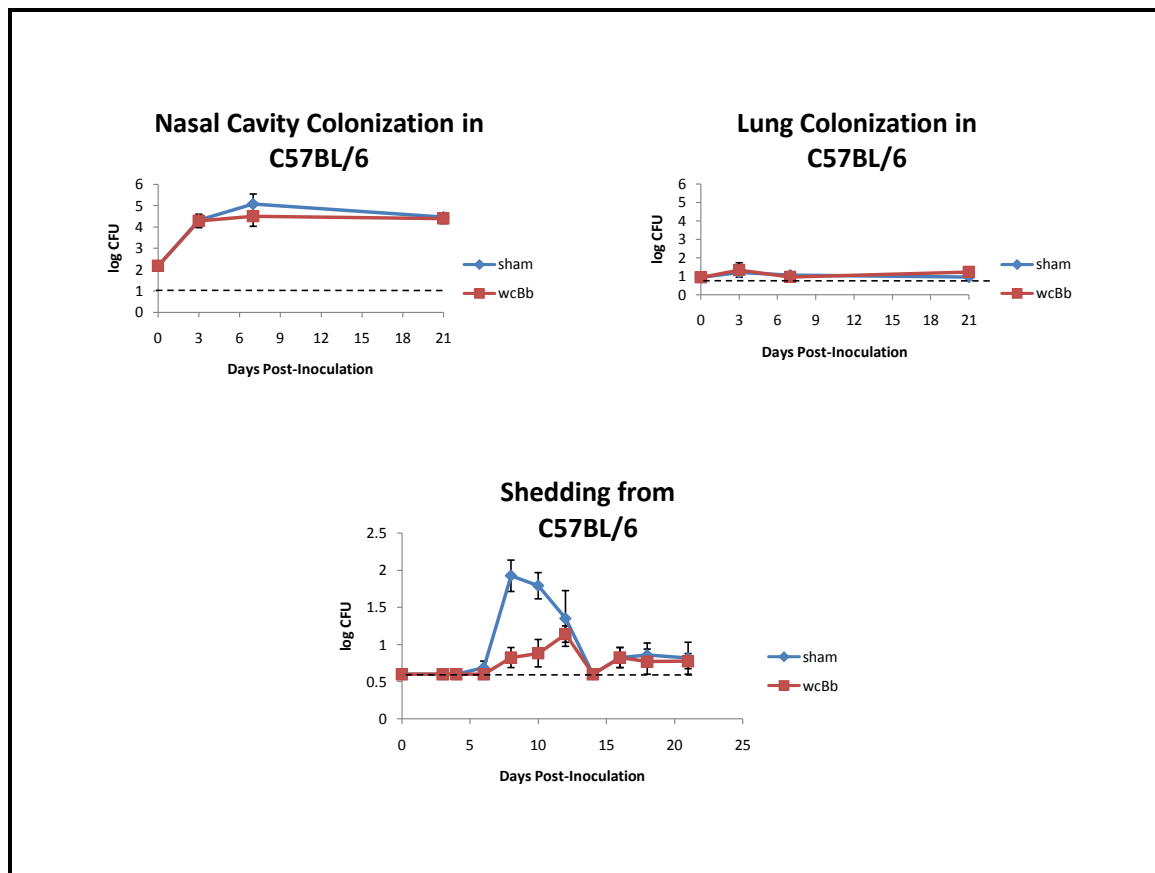 Nasal Cavity Colonization in
C57BL/6
6
5
4
3
2
1
0
log CFU
0 3 6 9 12 15 18 21
Days Post-Inoculation
sham
wcBb
Lung Colonization in
C57BL/6
6
5
4
3
2
1
0
log CFU
0 3 6 9 12 15 18 21
Days Post-Inoculation
sham
wcBb
Shedding from
C57BL/6
2.5
2
1.5
1
0.5
0
log CFU
0 5 10 15 20 25
Days Post-Inoculation
sham
wcBb